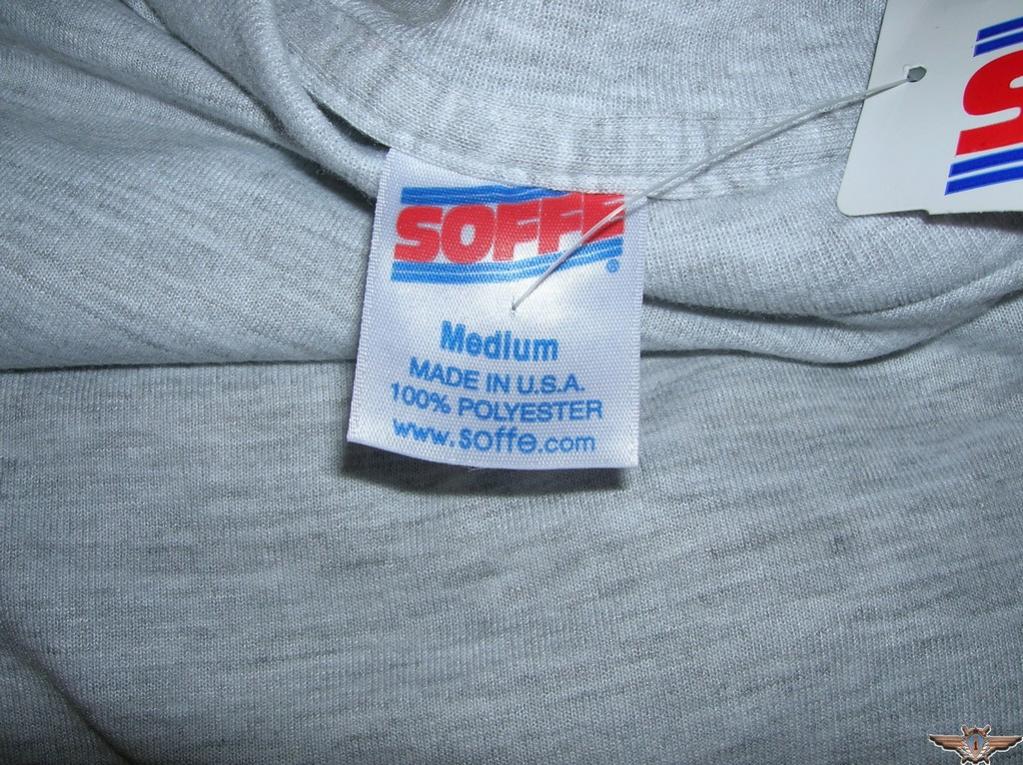 SOFFE
®
Medium
MADE IN U.S.A.
100% POLYESTER
www.soffe.com
S